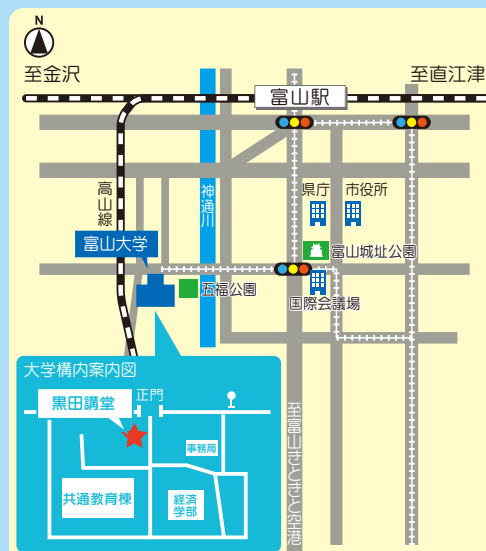 N
至金沢
至直江津
富山駅
高山線
神通川
県庁
市役所
富山大学
富山城址公園
五福公園
国際会議場
大学構内案内図
黒田講堂
正門
事務局
共通教育棟
経済
学部
至富山きときと空港